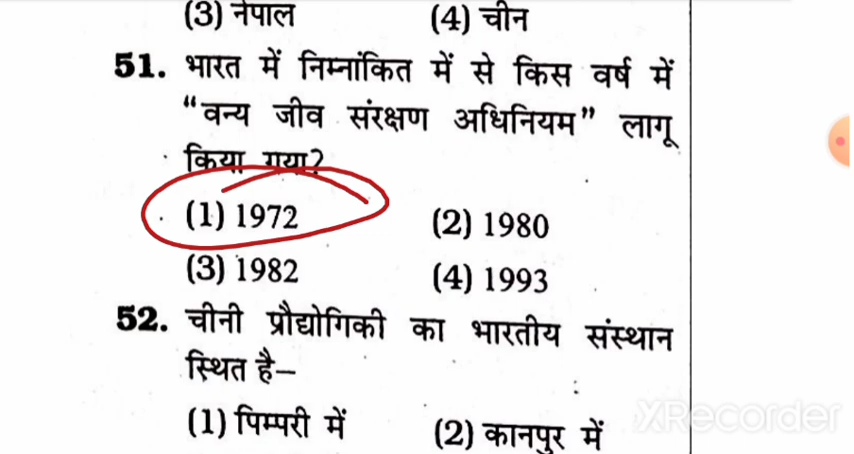 (3) नेपाल (4) चीन
51. भारत में निम्नांकित में से किस वर्ष में
“वन्य जीव संरक्षण अधिनियम” लागू
किया गया?
(1) 1972 (2) 1980
(3) 1982 (4) 1993
52. चीनी प्रौद्योगिकी का भारतीय संस्थान
स्थित है–
(1) पिम्परी में (2) कानपुर में
XRecorder